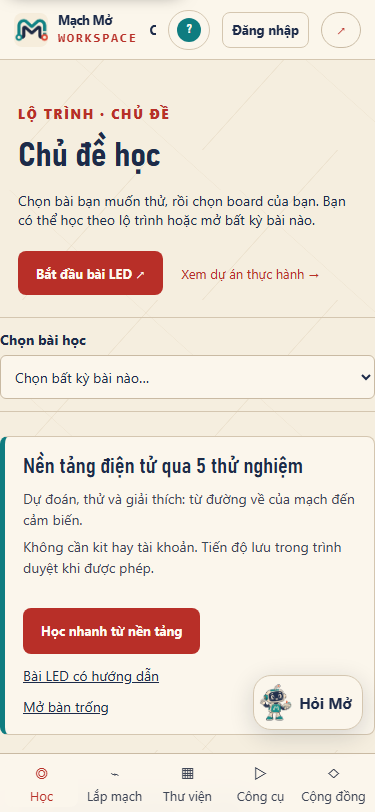 Mạch Mở
WORKSPACE
C
?
Đăng nhập
↗
LỘ TRÌNH · CHỦ ĐỀ
Chủ đề học
Chọn bài bạn muốn thử, rồi chọn board của bạn. Bạn
có thể học theo lộ trình hoặc mở bất kỳ bài nào.
Bắt đầu bài LED ↗
Xem dự án thực hành →
Chọn bài học
Chọn bất kỳ bài nào...
Nền tảng điện tử qua 5 thử nghiệm
Dự đoán, thử và giải thích: từ đường về của mạch đến
cảm biến.
Không cần kit hay tài khoản. Tiến độ lưu trong trình
duyệt khi được phép.
Học nhanh từ nền tảng
Bài LED có hướng dẫn
Mở bàn trống
Hỏi Mở
Học
Lắp mạch
Thư viện
Công cụ
Cộng đồng